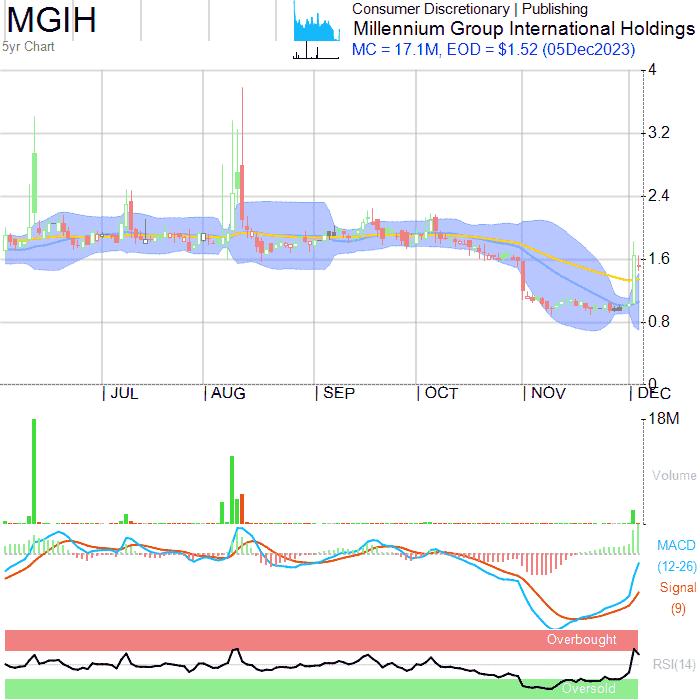 MGIH
5yr Chart
Consumer Discretionary | Publishing
Millennium Group International Holdings
MC = 17.1M, EOD = $1.52 (05Dec2023)
4
3.2
2.4
1.6
0.8
0
JUL AUG SEP OCT NOV DEC
18M
Volume
MACD
(12-26)
Signal
(9)
Overbought
RSI(14)
Oversold